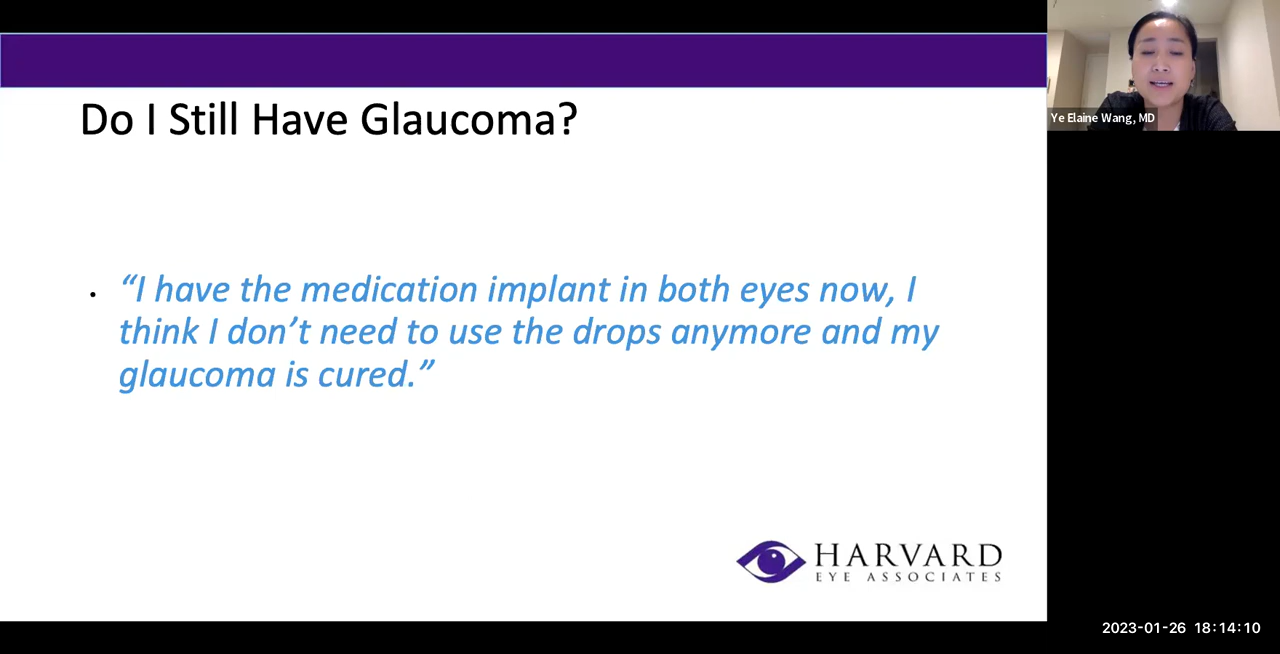 Do I Still Have Glaucoma?
• “I have the medication implant in both eyes now, I
think I don’t need to use the drops anymore and my
glaucoma is cured.”
HARVARD
EYE ASSOCIATES
Ye Elaine Wang, MD
2023-01-26 18:14:10